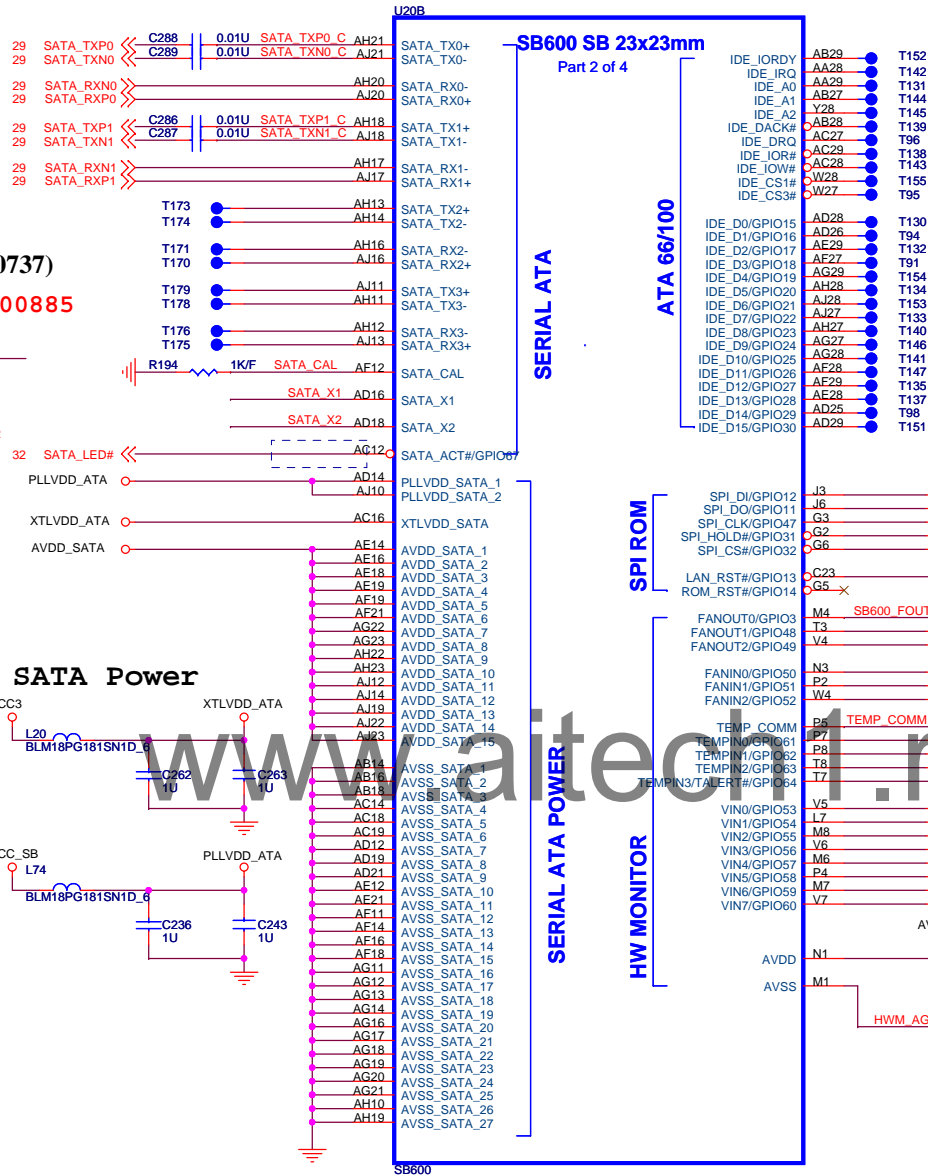 U20B
SB600 SB 23x23mm
Part 2 of 4
29 SATA_TXP0 C288 0.01U SATA_TXP0_C AH21 SATA_TX0+
29 SATA_TXN0 C289 0.01U SATA_TXN0_C AJ21 SATA_TX0-
29 SATA_RXN0 AH20 SATA_RX0-
29 SATA_RXP0 AJ20 SATA_RX0+
29 SATA_TXP1 C286 0.01U SATA_TXP1_C AH18 SATA_TX1+
29 SATA_TXN1 C287 0.01U SATA_TXN1_C AJ18 SATA_TX1-
29 SATA_RXN1 AH17 SATA_RX1-
29 SATA_RXP1 AJ17 SATA_RX1+
T173 AH13 SATA_TX2+
T174 AH14 SATA_TX2-
T171 AH16 SATA_RX2-
T170 AJ16 SATA_RX2+
T179 AJ11 SATA_TX3+
T178 AH11 SATA_TX3-
T176 AH12 SATA_RX3-
T175 AJ13 SATA_RX3+
0737)
00885
R194 1K/F SATA_CAL AF12 SATA_CAL
SATA_X1 AD16 SATA_X1
SATA_X2 AD18 SATA_X2
32 SATA_LED# AC12 SATA_ACT#/GPIO67
SERIAL ATA
PLLVDD_ATA AD14 PLLVDD_SATA_1
AJ10 PLLVDD_SATA_2
XTLVDD_ATA AC16 XTLVDD_SATA
AVDD_SATA AE14 AVDD_SATA_1
AE16 AVDD_SATA_2
AE18 AVDD_SATA_3
AE19 AVDD_SATA_4
AF19 AVDD_SATA_5
AF21 AVDD_SATA_6
AG22 AVDD_SATA_7
AG23 AVDD_SATA_8
AH22 AVDD_SATA_9
AH23 AVDD_SATA_10
AJ12 AVDD_SATA_11
AJ14 AVDD_SATA_12
AJ19 AVDD_SATA_13
AJ22 AVDD_SATA_14
AJ23 AVDD_SATA_15
AB14 AVSS_SATA_1
AB16 AVSS_SATA_2
AB18 AVSS_SATA_3
AC14 AVSS_SATA_4
AC18 AVSS_SATA_5
AC19 AVSS_SATA_6
AD12 AVSS_SATA_7
AD19 AVSS_SATA_8
AD21 AVSS_SATA_9
AE12 AVSS_SATA_10
AE21 AVSS_SATA_11
AF11 AVSS_SATA_12
AF14 AVSS_SATA_13
AF16 AVSS_SATA_14
AF18 AVSS_SATA_15
AG11 AVSS_SATA_16
AG12 AVSS_SATA_17
AG13 AVSS_SATA_18
AG14 AVSS_SATA_19
AG16 AVSS_SATA_20
AG17 AVSS_SATA_21
AG18 AVSS_SATA_22
AG19 AVSS_SATA_23
AG20 AVSS_SATA_24
AG21 AVSS_SATA_25
AH10 AVSS_SATA_26
AH19 AVSS_SATA_27
SERIAL ATA POWER
SB600
SATA Power
CC3 XTLVDD_ATA
L20
BLM18PG181SN1D_6
C262 C263
1U 1U
CC_SB PLLVDD_ATA
L74
BLM18PG181SN1D_6
C236 C243
1U 1U
IDE_IORDY AB29 T152
IDE_IRQ AA28 T142
IDE_A0 AA29 T131
IDE_A1 AB27 T144
IDE_A2 Y28 T145
IDE_DACK# AB28 T139
IDE_DRQ AC27 T96
IDE_IOR# AC29 T138
IDE_IOW# AC28 T143
IDE_CS1# W28 T155
IDE_CS3# W27 T95
IDE_D0/GPIO15 AD28 T130
IDE_D1/GPIO16 AD26 T94
IDE_D2/GPIO17 AE29 T132
IDE_D3/GPIO18 AF27 T91
IDE_D4/GPIO19 AG29 T154
IDE_D5/GPIO20 AH28 T134
IDE_D6/GPIO21 AJ28 T153
IDE_D7/GPIO22 AJ27 T133
IDE_D8/GPIO23 AH27 T140
IDE_D9/GPIO24 AG27 T146
IDE_D10/GPIO25 AG28 T141
IDE_D11/GPIO26 AF28 T147
IDE_D12/GPIO27 AF29 T135
IDE_D13/GPIO28 AE28 T137
IDE_D14/GPIO29 AD25 T98
IDE_D15/GPIO30 AD29 T151
ATA 66/100
SPI_DI/GPIO12 J3
SPI_DO/GPIO11 J6
SPI_CLK/GPIO47 G3
SPI_HOLD#/GPIO31 G2
SPI_CS#/GPIO32 G6
LAN_RST#/GPIO13 C23
ROM_RST#/GPIO14 G5
SPI ROM
FANOUT0/GPIO3 M4 SB600_FOUT
FANOUT1/GPIO48 T3
FANOUT2/GPIO49 V4
FANIN0/GPIO50 N3
FANIN1/GPIO51 P2
FANIN2/GPIO52 W4
TEMP_COMM P5 TEMP_COMM
TEMPIN0/GPIO61 P7
TEMPIN1/GPIO62 P8
TEMPIN2/GPIO63 T8
TEMPIN3/TALERT#/GPIO64 T7
VIN0/GPIO53 V5
VIN1/GPIO54 L7
VIN2/GPIO55 M8
VIN3/GPIO56 V6
VIN4/GPIO57 M6
VIN5/GPIO58 P4
VIN6/GPIO59 M7
VIN7/GPIO60 V7
AV
AVDD N1
AVSS M1
HWM_AG
HW MONITOR
www.aitech1.r